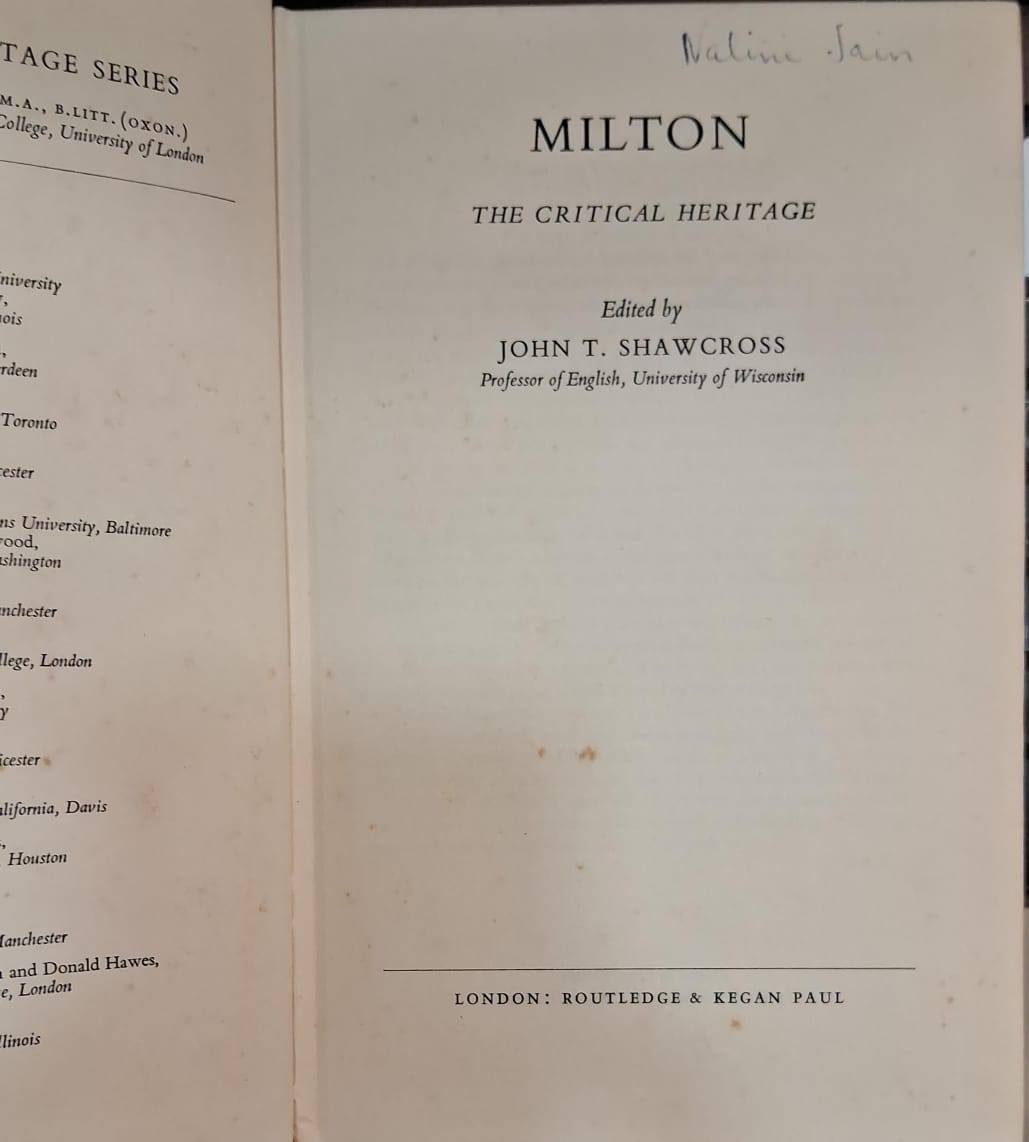 TAGE SERIES
M.A., B.LITT. (OXON.)
College, University of London
niversity
,
ois
,
rdeen
Toronto
ester
ns University, Baltimore
ood,
shington
nchester
llege, London
,
y
icester
lifornia, Davis
,
Houston
anchester
and Donald Hawes,
e, London
llinois
Nalini Jain
MILTON
THE CRITICAL HERITAGE
Edited by
JOHN T. SHAWCROSS
Professor of English, University of Wisconsin
LONDON: ROUTLEDGE & KEGAN PAUL